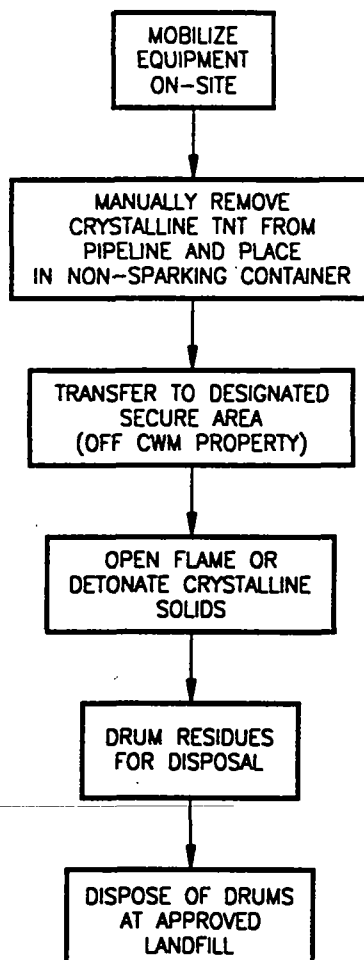 MOBILIZE
EQUIPMENT
ON-SITE
MANUALLY REMOVE
CRYSTALLINE TNT FROM
PIPELINE AND PLACE
IN NON-SPARKING CONTAINER
TRANSFER TO DESIGNATED
SECURE AREA
(OFF CWM PROPERTY)
OPEN FLAME OR
DETONATE CRYSTALLINE
SOLIDS
DRUM RESIDUES
FOR DISPOSAL
DISPOSE OF DRUMS
AT APPROVED
LANDFILL